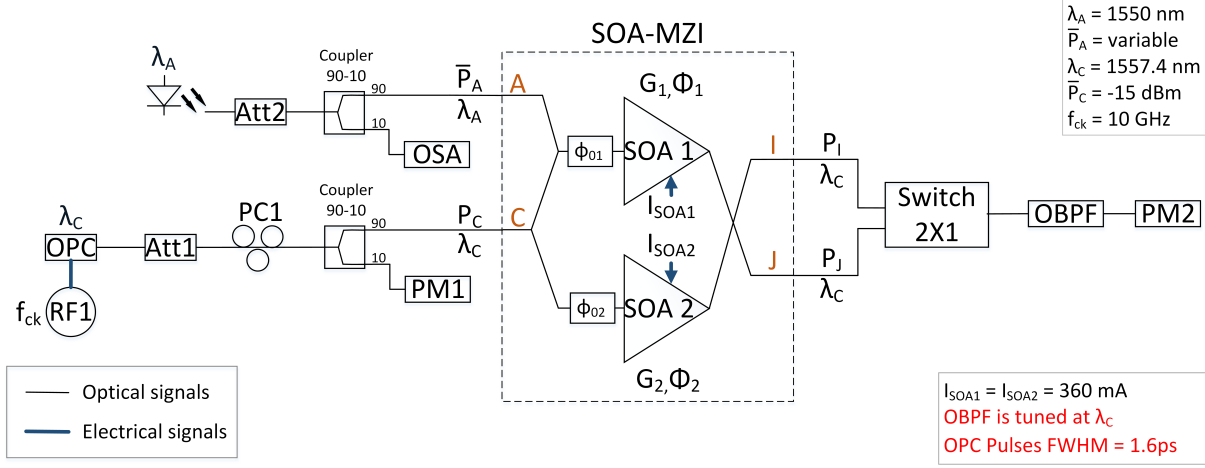 SOA-MZI
λA = 1550 nm
P̅A = variable
λC = 1557.4 nm
P̅C = -15 dBm
fck = 10 GHz
λA
Att2
Coupler
90-10
90
10
OSA
P̅A
λA
A
G1,Φ1
ϕ01
SOA 1
ISOA1
λC
OPC
RF1
fck
Att1
PC1
Coupler
90-10
90
10
PM1
PC
λC
C
ISOA2
ϕ02
SOA 2
G2,Φ2
I
PI
λC
J
PJ
λC
Switch
2X1
OBPF
PM2
Optical signals
Electrical signals
ISOA1 = ISOA2 = 360 mA
OBPF is tuned at λC
OPC Pulses FWHM = 1.6ps